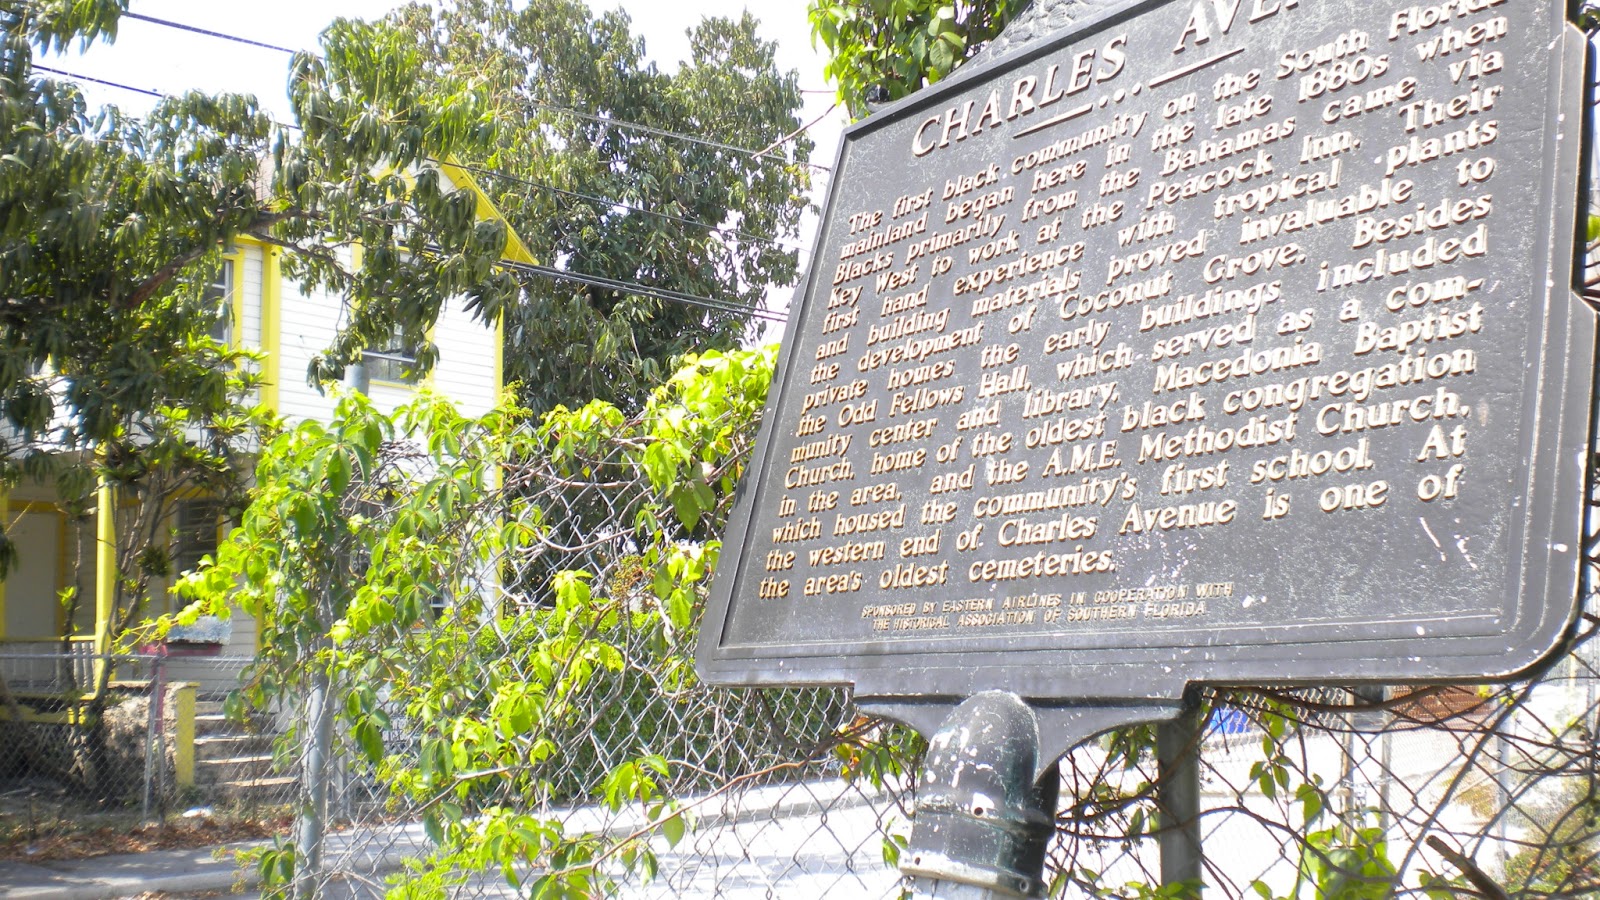 CHARLES AVE
The first black community on the South Florida
mainland began here in the late 1880s when
Blacks primarily from the Bahamas came via
Key West to work at the Peacock Inn. Their
first hand experience with tropical plants
and building materials proved invaluable to
the development of Coconut Grove. Besides
private homes the early buildings included
the Odd Fellows Hall, which served as a com-
munity center and library, Macedonia Baptist
Church, home of the oldest black congregation
in the area, and the A.M.E. Methodist Church,
which housed the community's first school. At
the western end of Charles Avenue is one of
the area's oldest cemeteries.
SPONSORED BY EASTERN AIRLINES IN COOPERATION WITH
THE HISTORICAL ASSOCIATION OF SOUTHERN FLORIDA